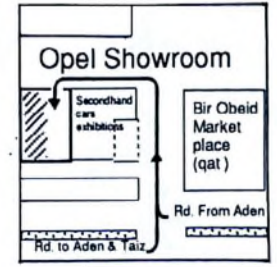 Opel Showroom
Secondhand
cars
exhibitions
Bir Obeid
Market
place
(qat)
Rd. From Aden
Rd. to Aden & Taiz